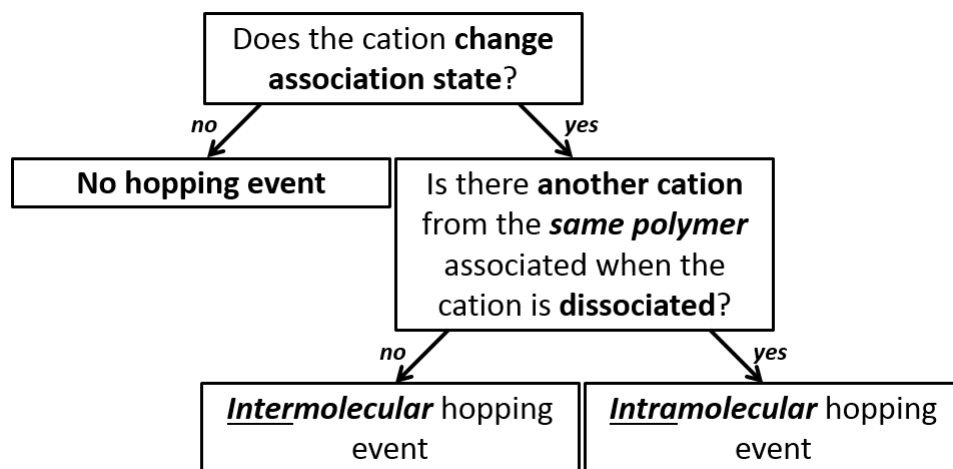 Does the cation change
association state?
no
yes
No hopping event
Is there another cation
from the same polymer
associated when the
cation is dissociated?
no
yes
Intermolecular hopping
event
Intramolecular hopping
event